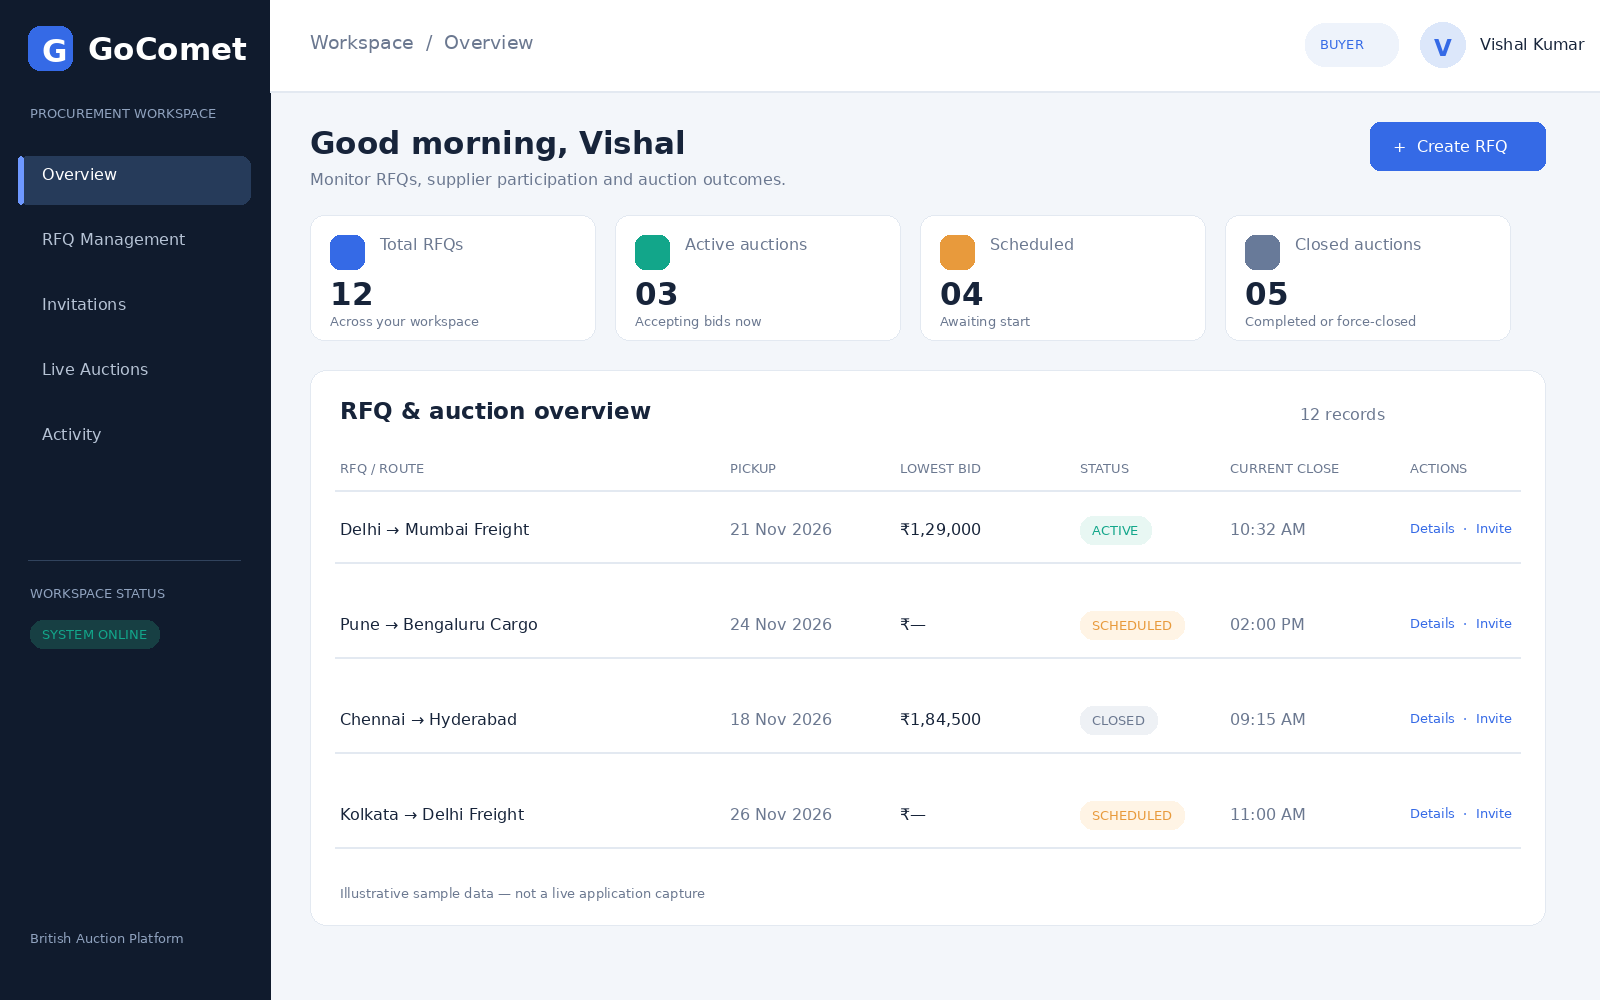 G GoComet
PROCUREMENT WORKSPACE
Overview
RFQ Management
Invitations
Live Auctions
Activity
WORKSPACE STATUS
SYSTEM ONLINE
British Auction Platform
Workspace / Overview
BUYER
V
Vishal Kumar
Good morning, Vishal
Monitor RFQs, supplier participation and auction outcomes.
+ Create RFQ
Total RFQs
12
Across your workspace
Active auctions
03
Accepting bids now
Scheduled
04
Awaiting start
Closed auctions
05
Completed or force-closed
RFQ & auction overview
12 records
RFQ / ROUTE PICKUP LOWEST BID STATUS CURRENT CLOSE ACTIONS
Delhi → Mumbai Freight 21 Nov 2026 ₹1,29,000 ACTIVE 10:32 AM Details · Invite
Pune → Bengaluru Cargo 24 Nov 2026 ₹— SCHEDULED 02:00 PM Details · Invite
Chennai → Hyderabad 18 Nov 2026 ₹1,84,500 CLOSED 09:15 AM Details · Invite
Kolkata → Delhi Freight 26 Nov 2026 ₹— SCHEDULED 11:00 AM Details · Invite
Illustrative sample data — not a live application capture